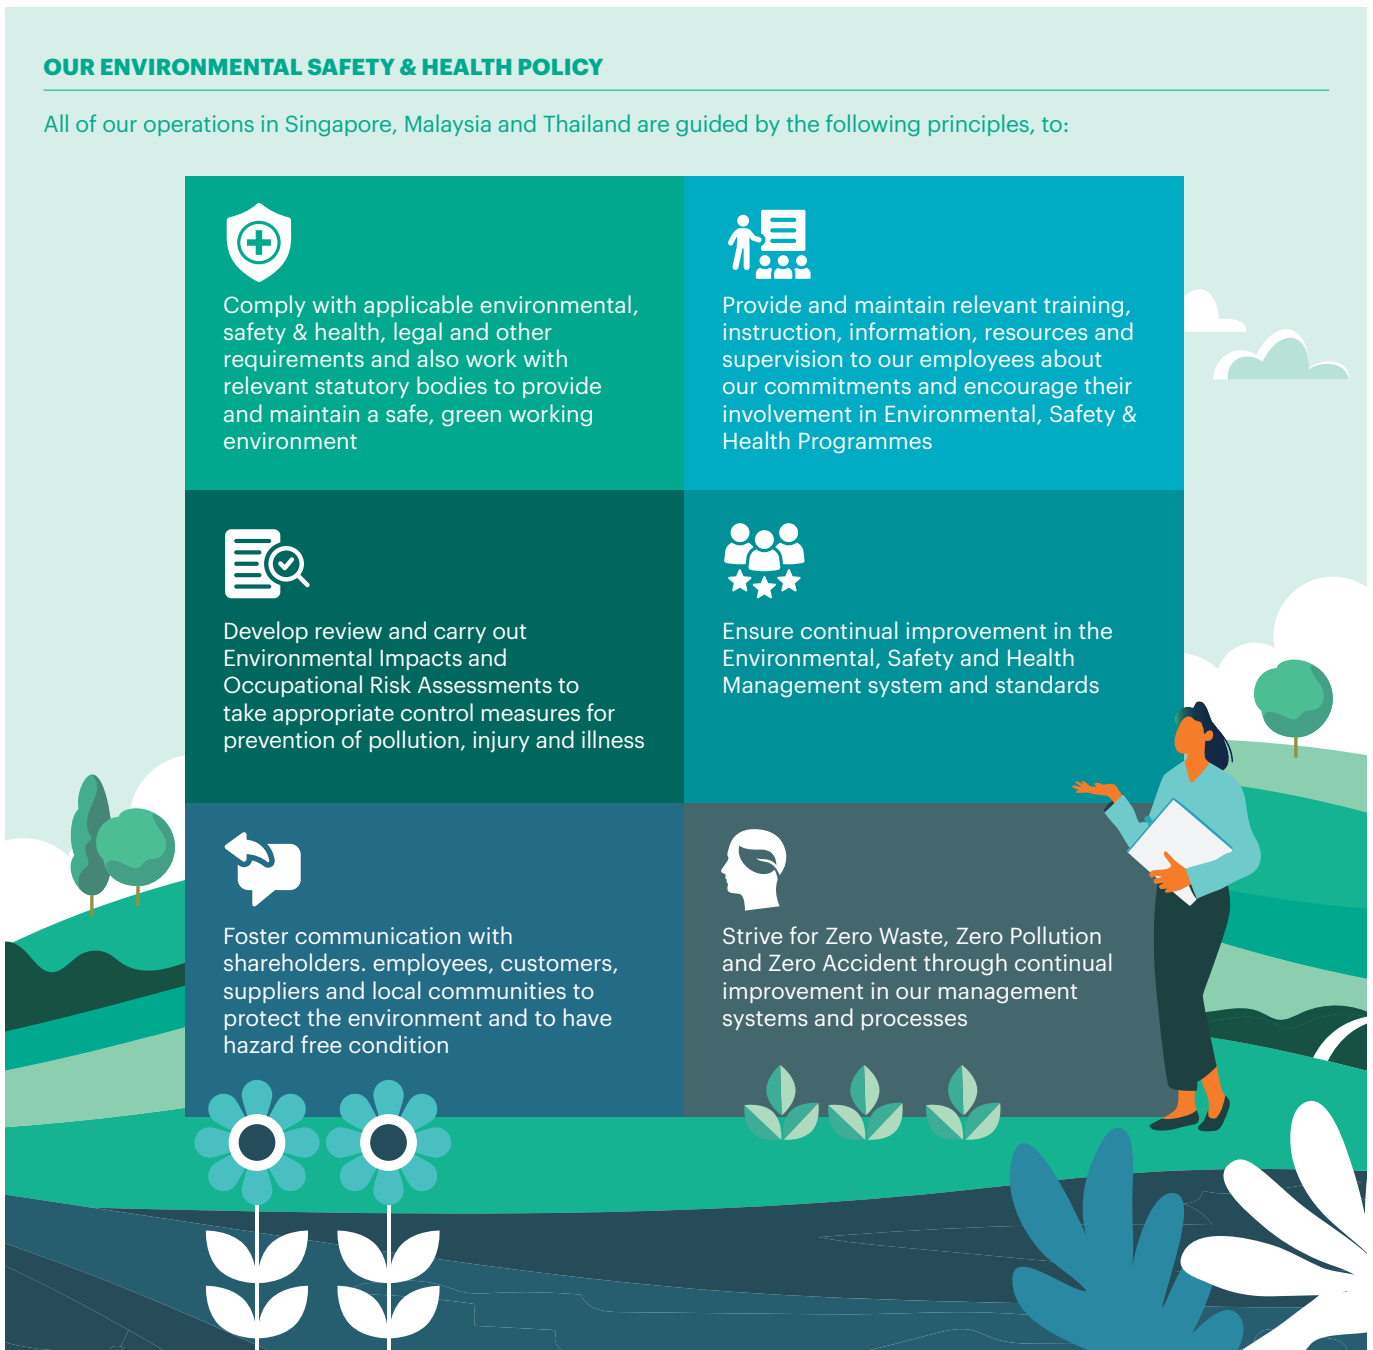 OUR ENVIRONMENTAL SAFETY & HEALTH POLICY
All of our operations in Singapore, Malaysia and Thailand are guided by the following principles, to:
Comply with applicable environmental,
safety & health, legal and other
requirements and also work with
relevant statutory bodies to provide
and maintain a safe, green working
environment
Provide and maintain relevant training,
instruction, information, resources and
supervision to our employees about
our commitments and encourage their
involvement in Environmental, Safety &
Health Programmes
Develop review and carry out
Environmental Impacts and
Occupational Risk Assessments to
take appropriate control measures for
prevention of pollution, injury and illness
Ensure continual improvement in the
Environmental, Safety and Health
Management system and standards
Foster communication with
shareholders. employees, customers,
suppliers and local communities to
protect the environment and to have
hazard free condition
Strive for Zero Waste, Zero Pollution
and Zero Accident through continual
improvement in our management
systems and processes